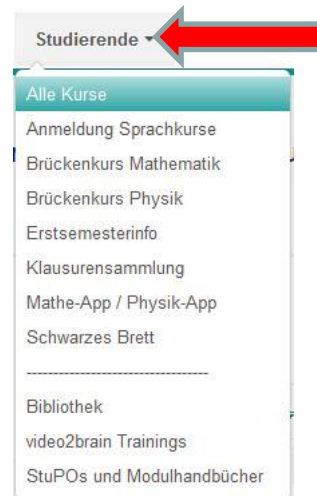 Studierende
Alle Kurse
Anmeldung Sprachkurse
Brückenkurs Mathematik
Brückenkurs Physik
Erstsemesterinfo
Klausurensammlung
Mathe-App / Physik-App
Schwarzes Brett
-----------------------------------
Bibliothek
video2brain Trainings
StuPOs und Modulhandbücher